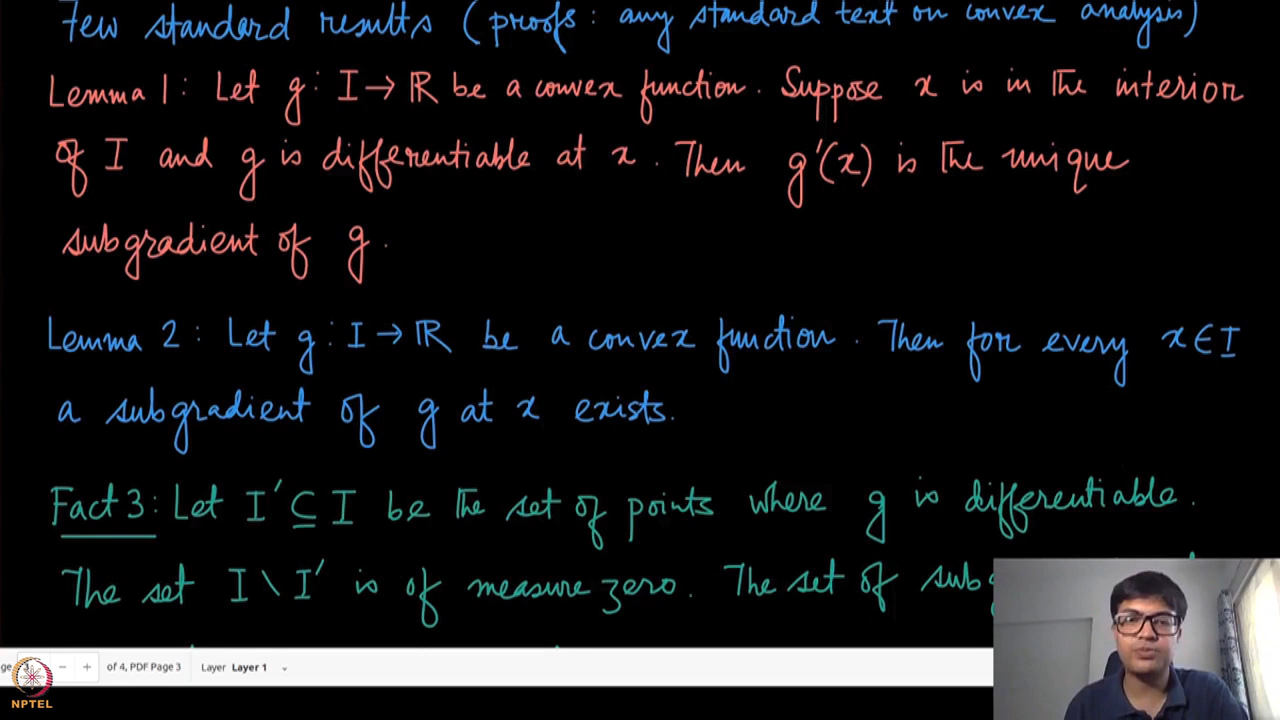 Few standard results (proofs: any standard text on convex analysis)
Lemma 1: Let g: I → ℝ be a convex function. Suppose x is in the interior
of I and g is differentiable at x. Then g'(x) is the unique
subgradient of g.
Lemma 2: Let g: I → ℝ be a convex function. Then for every x ∈ I
a subgradient of g at x exists.
Fact 3: Let I' ⊆ I be the set of points where g is differentiable.
The set I \ I' is of measure zero. The set of
of 4, PDF Page 3 Layer Layer 1
NPTEL